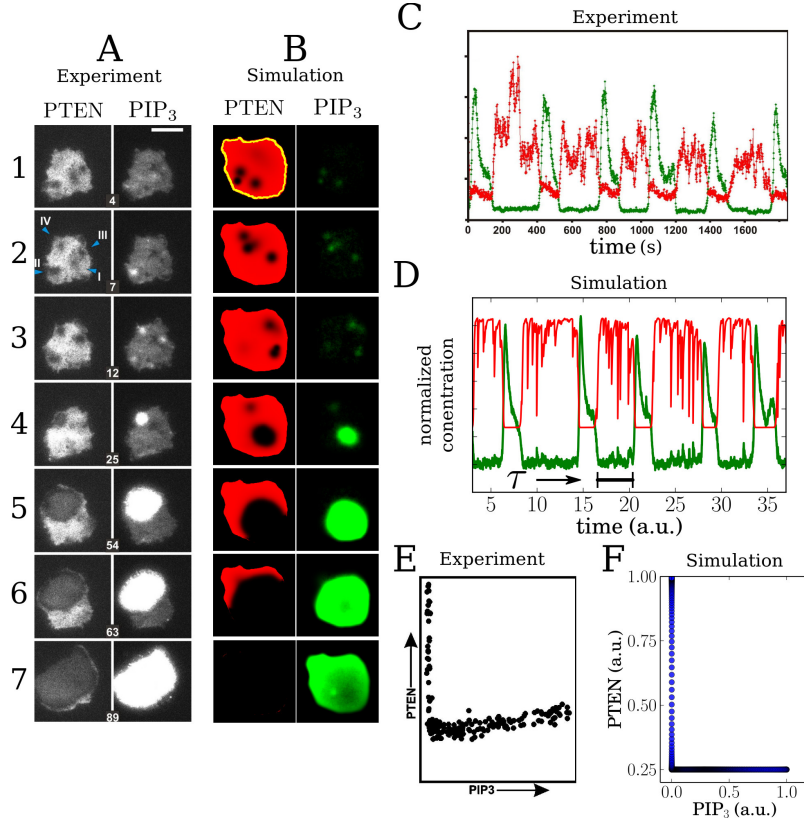 A
Experiment
PTEN PIP3
B
Simulation
PTEN PIP3
1
4
2
IV
III
II
I
7
3
12
4
25
5
54
6
63
7
89
C
Experiment
0 200 400 600 800 1000 1200 1400 1600
time (s)
D
Simulation
normalized
conentration
τ
5 10 15 20 25 30 35
time (a.u.)
E
Experiment
PTEN
PIP3
F
Simulation
PTEN (a.u.)
1.00
0.75
0.50
0.25
0.0 0.5 1.0
PIP3 (a.u.)